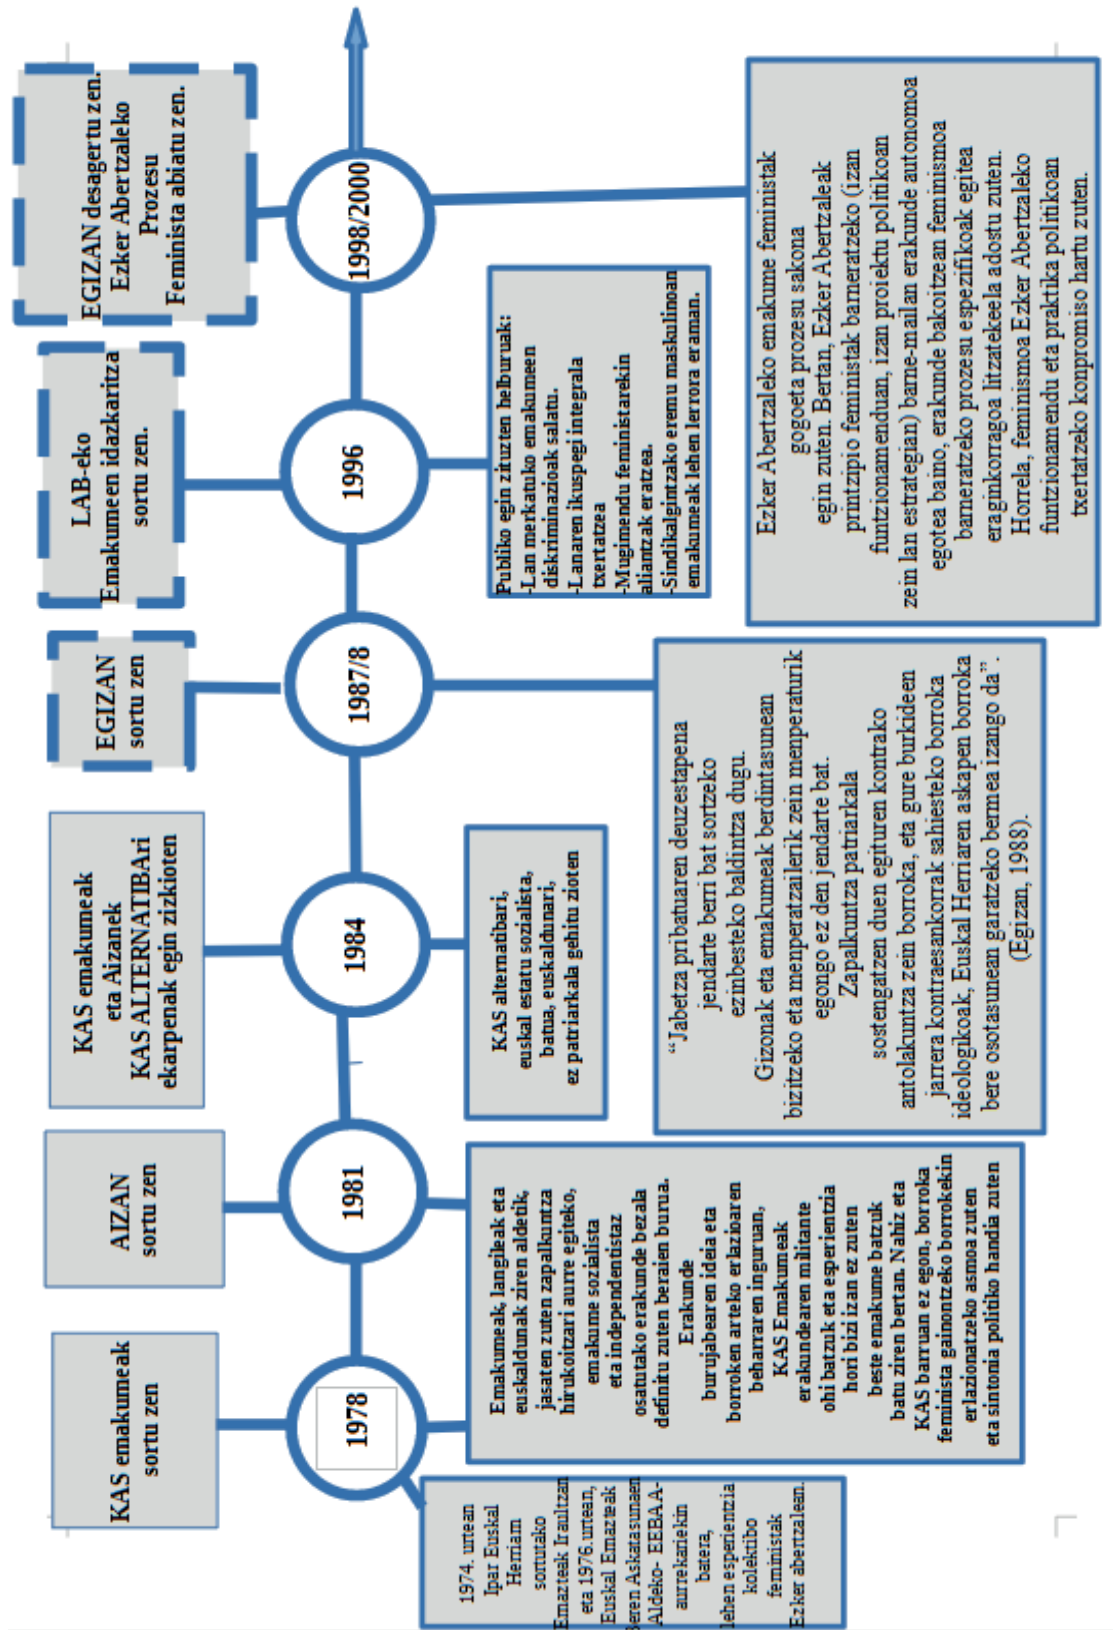 KAS emakumeak
sortu zen
1978
1974. urtean
Ipar Euskal
Herriam
sortutako
Emazteak Iraultzan
eta 1976.urtean,
Euskal Emazteak
Beren Askatasunaen
Aldeko- EEBAA-
aurrekariekin
batera,
lehen esperientzia
kolektibo
feministak
Ezker abertzalean.
AIZAN
sortu zen
1981
Emakumeak, langileak eta
euskaldunak ziren aldetik,
jasaten zuten zapalkuntza
hirukoitzari aurre egiteko,
emakume sozialista
eta independentistaz
osatutako erakunde bezala
definitu zuten beraien burua.
Erakunde
burujabearen ideia eta
borroken arteko erlazioaren
beharraren inguruan,
KAS Emakumeak
erakundearen militante
ohi batzuk eta esperientzia
hori bizi izan ez zuten
beste emakume batzuk
batu ziren bertan. Nahiz eta
KAS barruan ez egon, borroka
feminista gainontzeko borrokekin
erlazionatzeko asmoa zuten
eta sintonia politiko handia zuten
KAS emakumeak
eta Aizanek
KAS ALTERNATIBAri
ekarpenak egin zizkioten
1984
KAS alternatibari,
euskal estatu sozialista,
batua, euskaldunari,
ez patriarkala gehitu zioten
EGIZAN
sortu zen
1987/8
“Jabetza pribatuaren deuzestapena
jendarte berri bat sortzeko
ezinbesteko baldintza dugu.
Gizonak eta emakumeak berdintasunean
bizitzeko eta menperatzailerik zein menperaturik
egongo ez den jendarte bat.
Zapalkuntza patriarkala
sostengatzen duen egituren kontrako
antolakuntza zein borroka, eta gure burkideen
jarrera kontraesankorrak sahiesteko borroka
ideologikoak, Euskal Herriaren askapen borroka
bere osotasunean garatzeko bermea izango da”.
(Egizan, 1988).
LAB-eko
Emakumeen idazkaritza
sortu zen.
1996
Publiko egin zituzten helburuak:
-Lan merkatuko emakumeen
diskriminazioak salatu.
-Lanaren ikuspegi integrala
txertatzea
-Mugimendu feministarekin
aliantzak eratzea.
-Sindikalgintzako eremu maskulinoan
emakumeak lehen lerrora eraman.
EGIZAN desagertu zen.
Ezker Abertzaleko
Prozesu
Feminista abiatu zen.
1998/2000
Ezker Abertzaleko emakume feministak
gogoeta prozesu sakona
egin zuten. Bertan, Ezker Abertzaleak
printzipio feministak barneratzeko (izan
funtzionamenduan, izan proiektu politikoan
zein lan estrategian) barne-mailan erakunde autonomoa
egotea baino, erakunde bakoitzean feminismoa
barneratzeko prozesu espezifikoak egitea
eraginkorragoa litzatekeela adostu zuten.
Horrela, feminismoa Ezker Abertzaleko
funtzionamendu eta praktika politikoan
txertatzeko konpromiso hartu zuten.